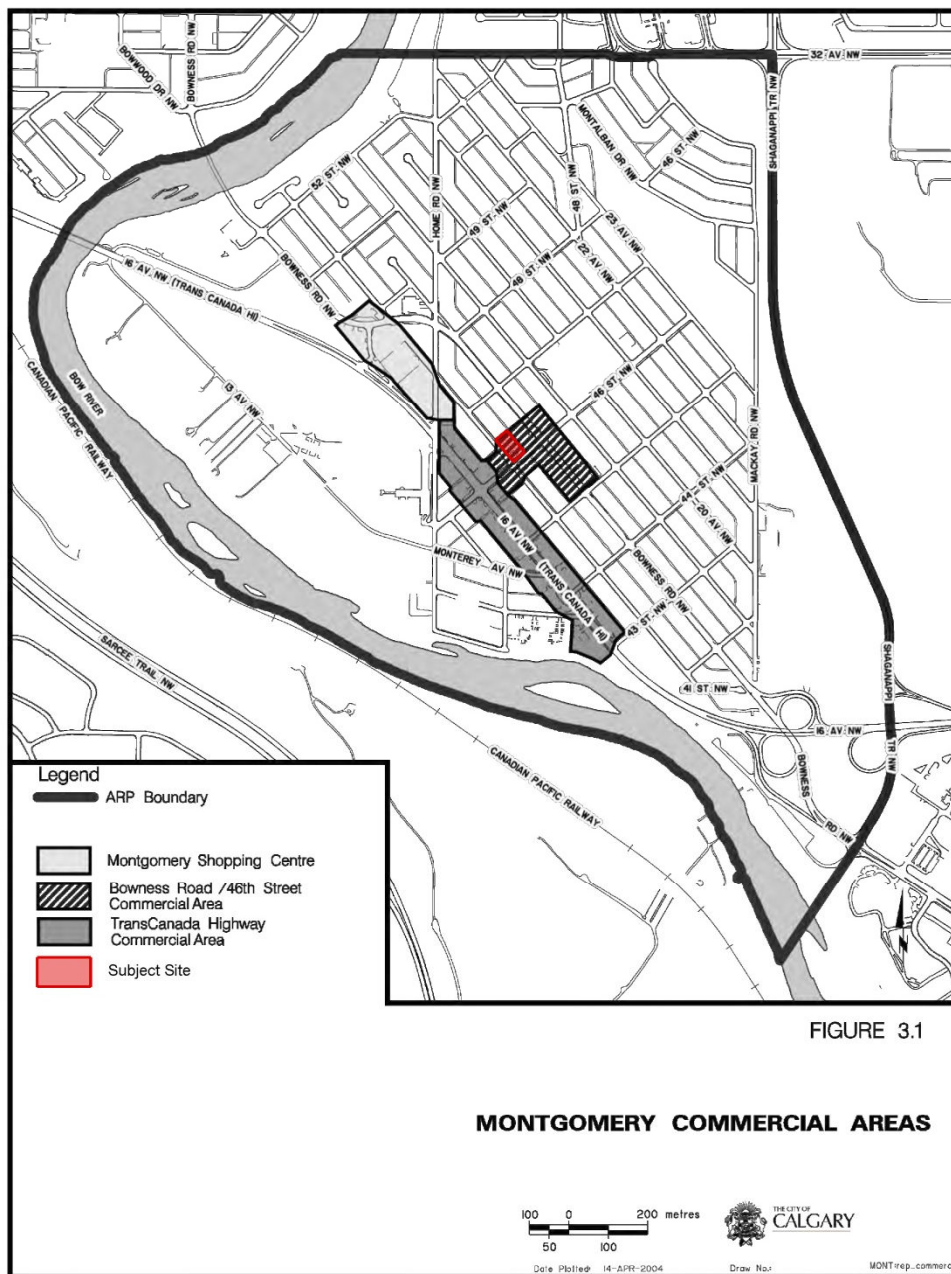 BOWWOOD DR NW
BOWNESS RD NW
32 AV NW
SHAGANAPPI TR NW
MONTALBAN DR NW
46 ST NW
52 ST NW
HOME RD NW
49 ST NW
48 ST NW
23 AV NW
22 AV NW
48 ST NW
16 AV NW (TRANS CANADA HI)
BOWNESS RD NW
13 AV NW
BOW RIVER
CANADIAN PACIFIC RAILWAY
46 ST NW
MACKAY RD NW
44 ST NW
20 AV NW
16 AV NW (TRANS CANADA HI)
MONTEREY AV NW
BOWNESS RD NW
43 ST NW
41 ST NW
SHAGANAPPI TR NW
16 AV NW
BOWNESS RD NW
SARCEE TRAIL NW
CANADIAN PACIFIC RAILWAY
N
Legend
ARP Boundary
Montgomery Shopping Centre
Bowness Road /46th Street
Commercial Area
TransCanada Highway
Commercial Area
Subject Site
FIGURE 3.1
MONTGOMERY COMMERCIAL AREAS
100 0 200 metres
50 100
THE CITY OF
CALGARY
Date Plotted: 14-APR-2004 Draw No.: